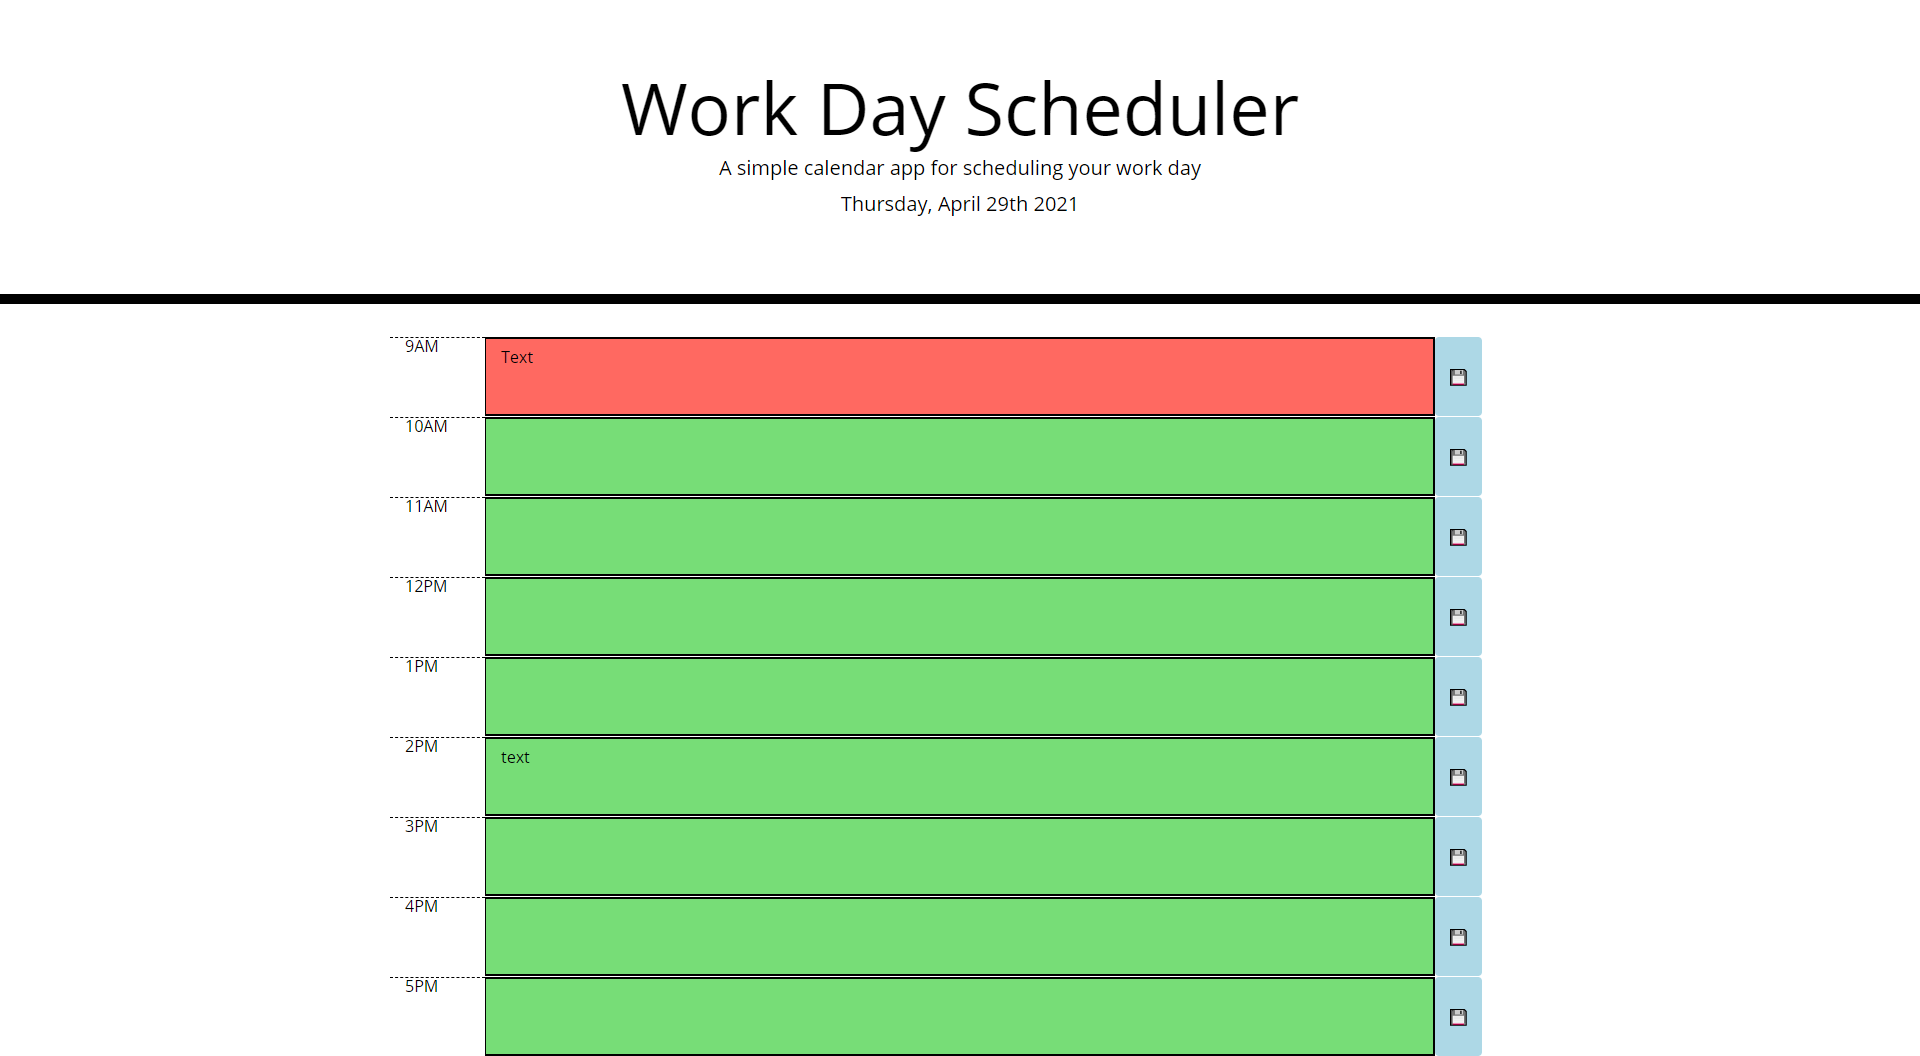 Work Day Scheduler
A simple calendar app for scheduling your work day
Thursday, April 29th 2021
9AM
Text
10AM
11AM
12PM
1PM
2PM
text
3PM
4PM
5PM